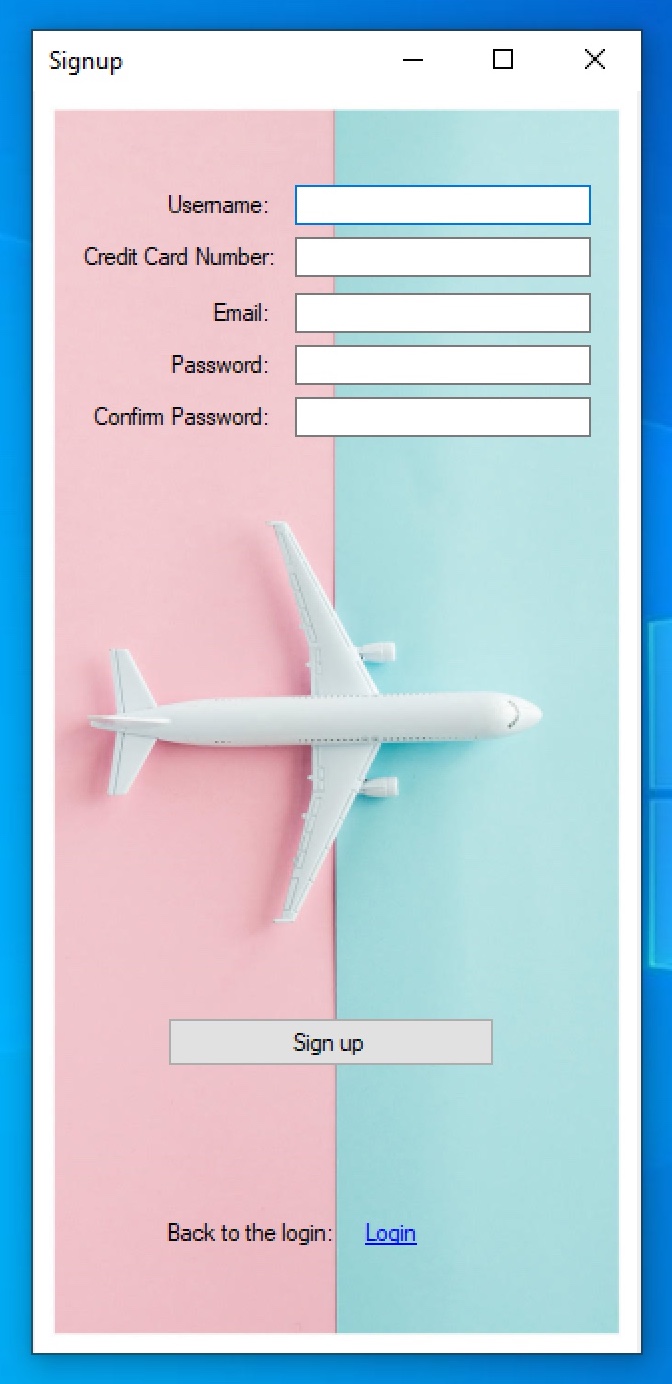 Signup
Username:
Credit Card Number:
Email:
Password:
Confirm Password:
Sign up
Back to the login: Login